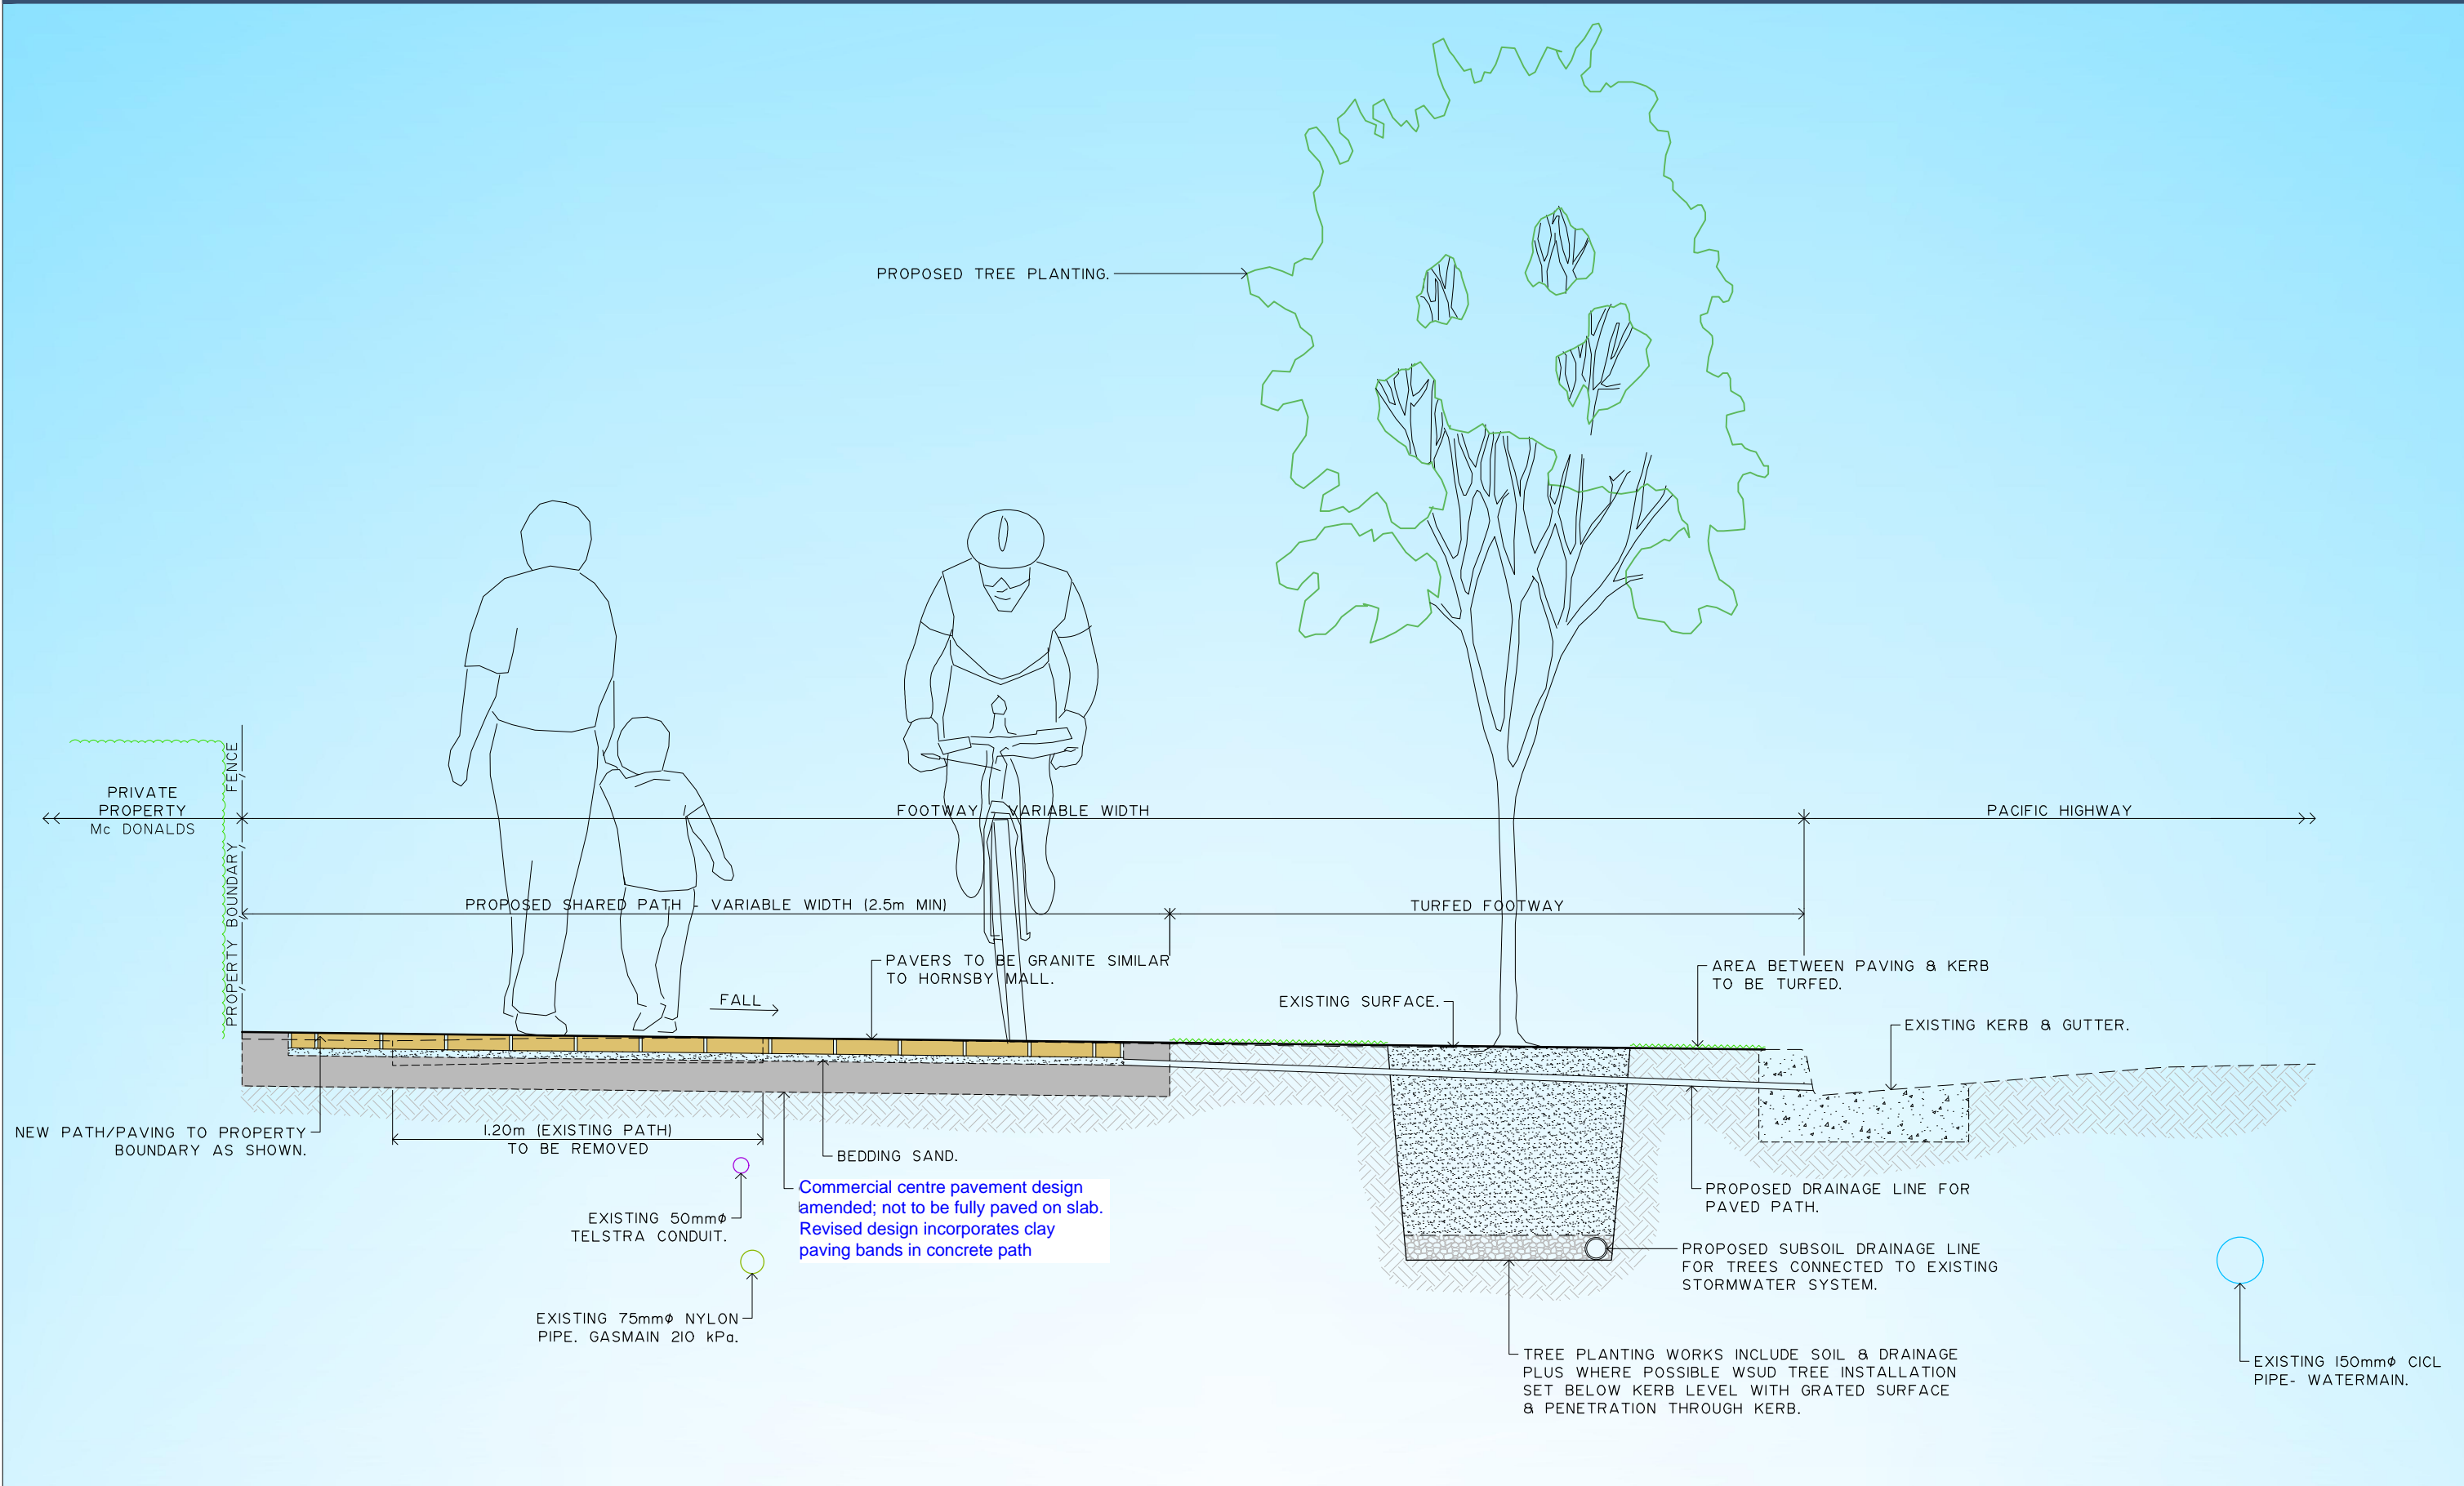 PROPOSED TREE PLANTING.
PROPERTY BOUNDARY FENCE
PRIVATE
PROPERTY
Mc DONALDS
FOOTWAY VARIABLE WIDTH
PACIFIC HIGHWAY
PROPOSED SHARED PATH - VARIABLE WIDTH (2.5m MIN)
TURFED FOOTWAY
PAVERS TO BE GRANITE SIMILAR
TO HORNSBY MALL.
AREA BETWEEN PAVING & KERB
TO BE TURFED.
FALL
EXISTING SURFACE.
EXISTING KERB & GUTTER.
NEW PATH/PAVING TO PROPERTY
BOUNDARY AS SHOWN.
1.20m (EXISTING PATH)
TO BE REMOVED
BEDDING SAND.
Commercial centre pavement design
amended; not to be fully paved on slab.
Revised design incorporates clay
paving bands in concrete path
EXISTING 50mmø
TELSTRA CONDUIT.
PROPOSED DRAINAGE LINE FOR
PAVED PATH.
PROPOSED SUBSOIL DRAINAGE LINE
FOR TREES CONNECTED TO EXISTING
STORMWATER SYSTEM.
EXISTING 75mmø NYLON
PIPE. GASMAIN 210 kPa.
TREE PLANTING WORKS INCLUDE SOIL & DRAINAGE
PLUS WHERE POSSIBLE WSUD TREE INSTALLATION
SET BELOW KERB LEVEL WITH GRATED SURFACE
& PENETRATION THROUGH KERB.
EXISTING 150mmø CICL
PIPE- WATERMAIN.